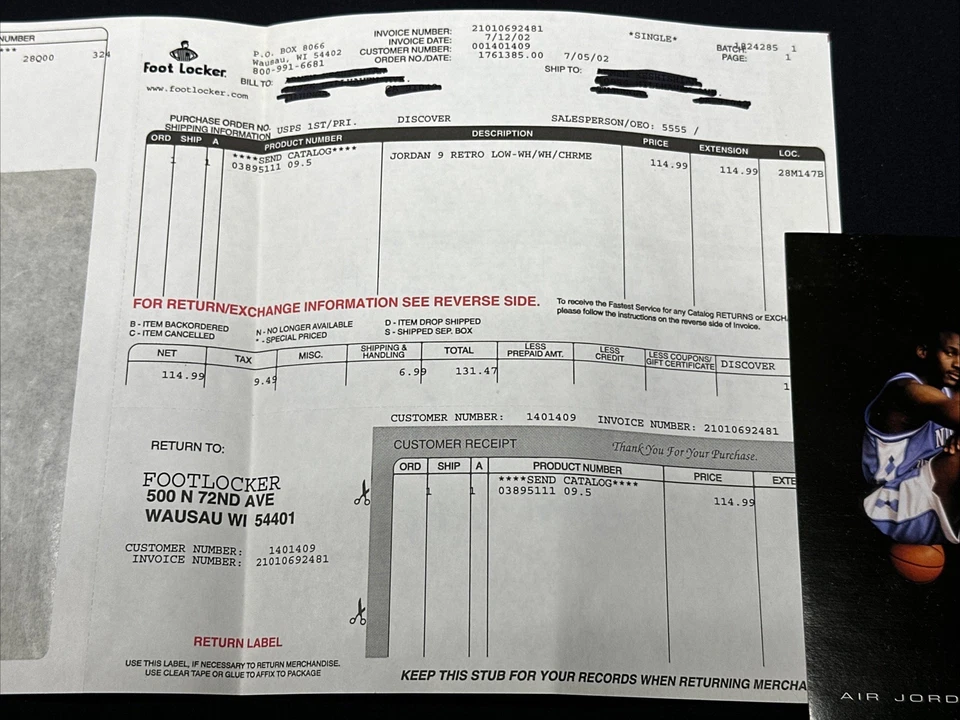 NUMBER
***
28Q00 324
Foot Locker.
www.footlocker.com
P.O. BOX 8066
Wausau, WI 54402
800-991-6681
BILL TO:
INVOICE NUMBER: 21010692481
INVOICE DATE: 7/12/02
CUSTOMER NUMBER: 001401409
ORDER NO./DATE: 1761385.00 7/05/02
*SINGLE*
BATCH: 1824285 1
PAGE: 1
SHIP TO:
PURCHASE ORDER NO.
SHIPPING INFORMATION USPS 1ST/PRI. DISCOVER SALESPERSON/OEO: 5555 /
ORD SHIP A PRODUCT NUMBER DESCRIPTION PRICE EXTENSION LOC.
1 1 ****SEND CATALOG****
03895111 09.5 JORDAN 9 RETRO LOW-WH/WH/CHRME 114.99 114.99 28M147B
FOR RETURN/EXCHANGE INFORMATION SEE REVERSE SIDE.
To receive the Fastest Service for any Catalog RETURNS or EXCH
please follow the instructions on the reverse side of Invoice.
B - ITEM BACKORDERED N - NO LONGER AVAILABLE D - ITEM DROP SHIPPED
C - ITEM CANCELLED * - SPECIAL PRICED S - SHIPPED SEP. BOX
NET TAX MISC. SHIPPING & HANDLING TOTAL LESS PREPAID AMT. LESS CREDIT LESS COUPONS/ GIFT CERTIFICATE DISCOVER
114.99 9.49 6.99 131.47 1
CUSTOMER NUMBER: 1401409 INVOICE NUMBER: 21010692481
RETURN TO:
FOOTLOCKER
500 N 72ND AVE
WAUSAU WI 54401
CUSTOMER NUMBER: 1401409
INVOICE NUMBER: 21010692481
RETURN LABEL
USE THIS LABEL, IF NECESSARY TO RETURN MERCHANDISE.
USE CLEAR TAPE OR GLUE TO AFFIX TO PACKAGE
CUSTOMER RECEIPT Thank You For Your Purchase.
ORD SHIP A PRODUCT NUMBER PRICE EXTE
1 1 ****SEND CATALOG****
03895111 09.5 114.99
KEEP THIS STUB FOR YOUR RECORDS WHEN RETURNING MERCHA
AIR JORD